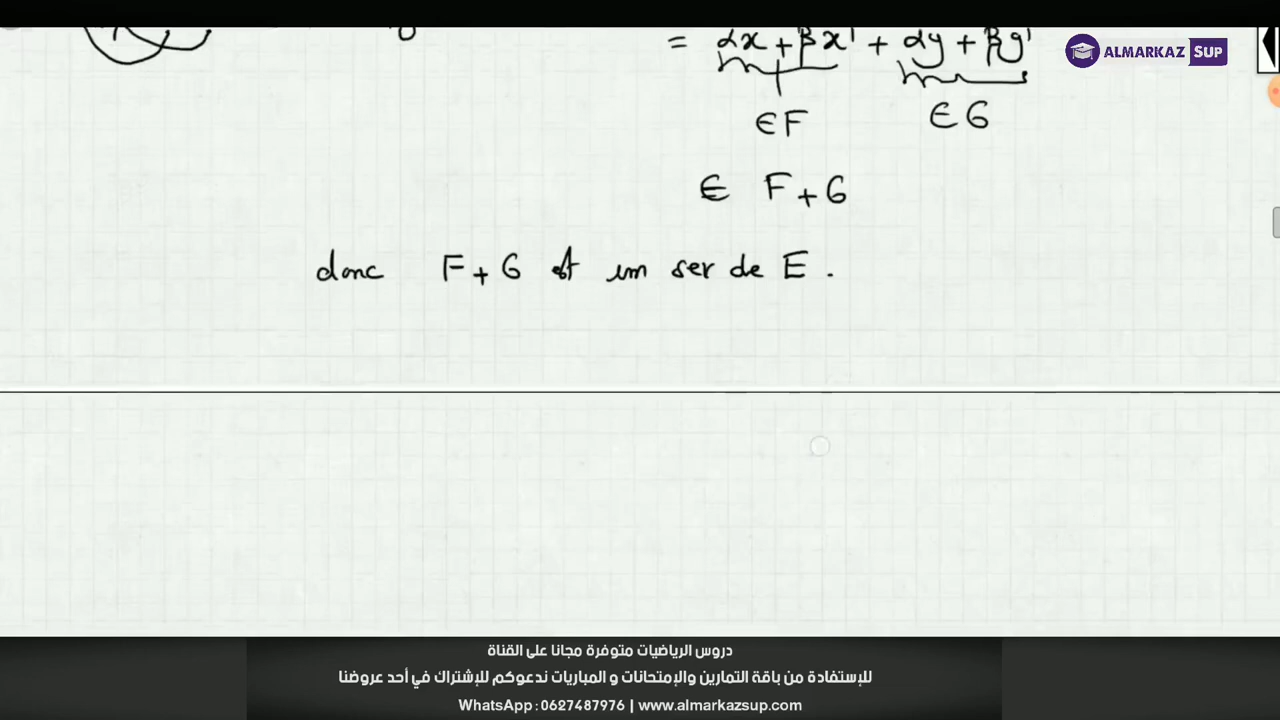 = αx + βx' + αy + βy'
ALMARKAZ SUP
∈ F ∈ G
∈ F + G
donc F + G est un sev de E .
دروس الرياضيات متوفرة مجانا على القناة
للإستفادة من باقة التمارين والإمتحانات و المباريات ندعوكم للإشتراك في أحد عروضنا
WhatsApp : 0627487976 | www.almarkazsup.com